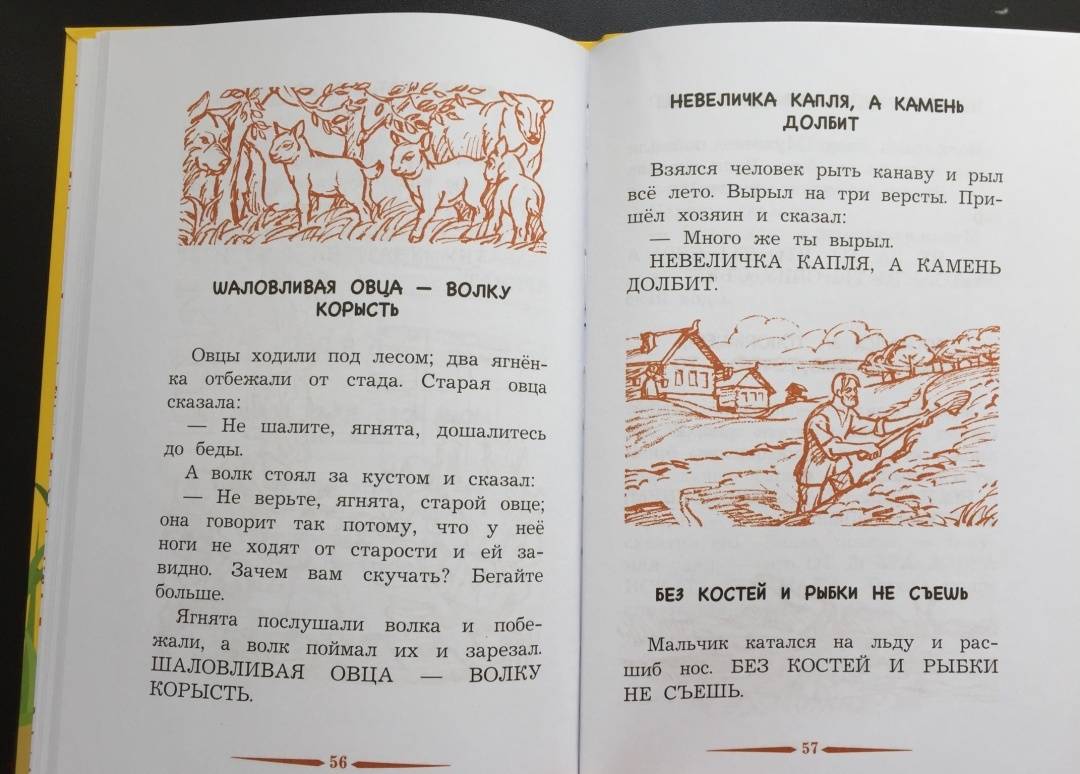 ШАЛОВЛИВАЯ ОВЦА — ВОЛКУ
КОРЫСТЬ
Овцы ходили под лесом; два ягнён-
ка отбежали от стада. Старая овца
сказала:
— Не шалите, ягнята, дошалитесь
до беды.
А волк стоял за кустом и сказал:
— Не верьте, ягнята, старой овце;
она говорит так потому, что у неё
ноги не ходят от старости и ей за-
видно. Зачем вам скучать? Бегайте
больше.
Ягнята послушали волка и побе-
жали, а волк поймал их и зарезал.
ШАЛОВЛИВАЯ ОВЦА — ВОЛКУ
КОРЫСТЬ.
56
НЕВЕЛИЧКА КАПЛЯ, А КАМЕНЬ
ДОЛБИТ
Взялся человек рыть канаву и рыл
всё лето. Вырыл на три версты. При-
шёл хозяин и сказал:
— Много же ты вырыл.
НЕВЕЛИЧКА КАПЛЯ, А КАМЕНЬ
ДОЛБИТ.
БЕЗ КОСТЕЙ И РЫБКИ НЕ СЪЕШЬ
Мальчик катался на льду и рас-
шиб нос. БЕЗ КОСТЕЙ И РЫБКИ
НЕ СЪЕШЬ.
57